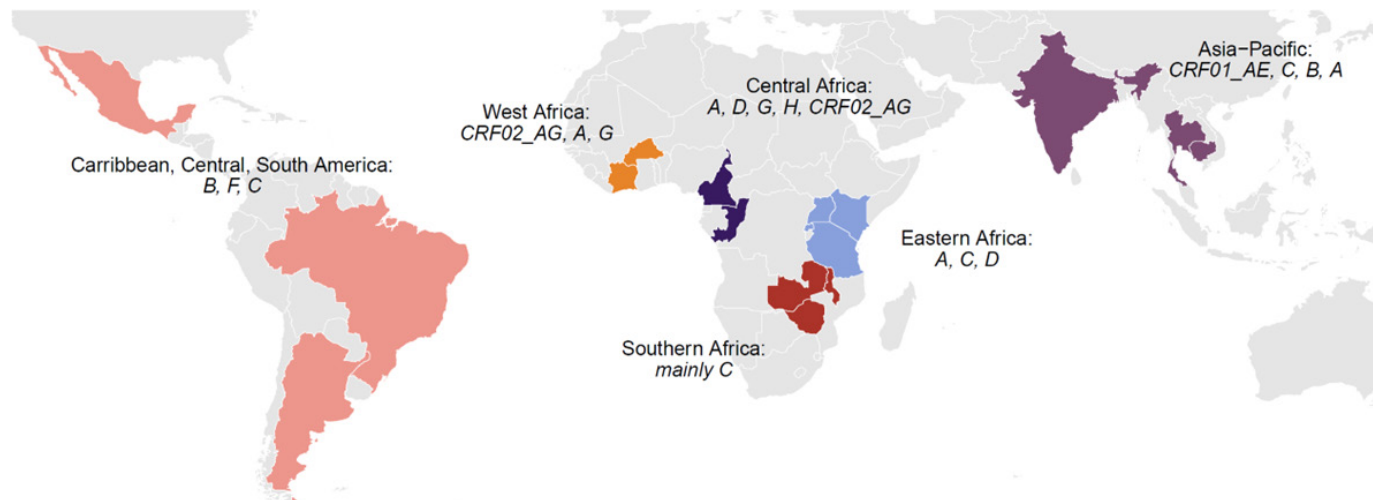 Asia−Pacific:
CRF01_AE, C, B, A
Central Africa:
A, D, G, H, CRF02_AG
West Africa:
CRF02_AG, A, G
Carribbean, Central, South America:
B, F, C
Eastern Africa:
A, C, D
Southern Africa:
mainly C